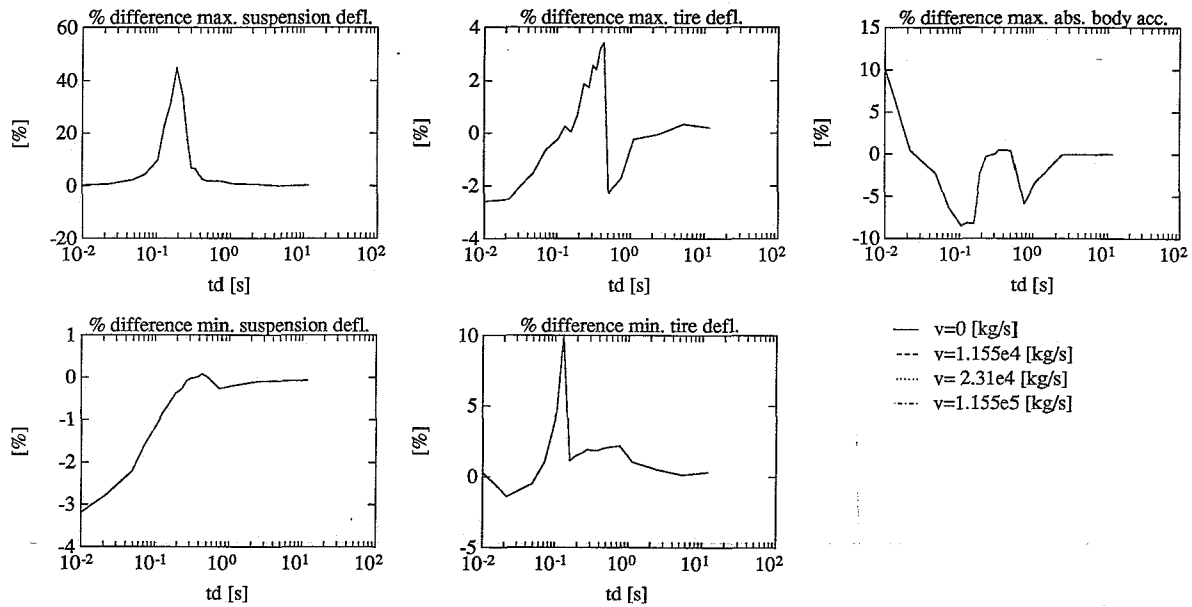 % difference max. suspension defl.
60
40
20
0
-20
[%]
10-2 10-1 100 101 102
td [s]
% difference max. tire defl.
4
2
0
-2
-4
[%]
10-2 10-1 100 101 102
td [s]
% difference max. abs. body acc.
15
10
5
0
-5
-10
[%]
10-2 10-1 100 101 102
td [s]
% difference min. suspension defl.
1
0
-1
-2
-3
-4
[%]
10-2 10-1 100 101 102
td [s]
% difference min. tire defl.
10
5
0
-5
[%]
10-2 10-1 100 101 102
td [s]
v=0 [kg/s]
v=1.155e4 [kg/s]
v= 2.31e4 [kg/s]
v=1.155e5 [kg/s]